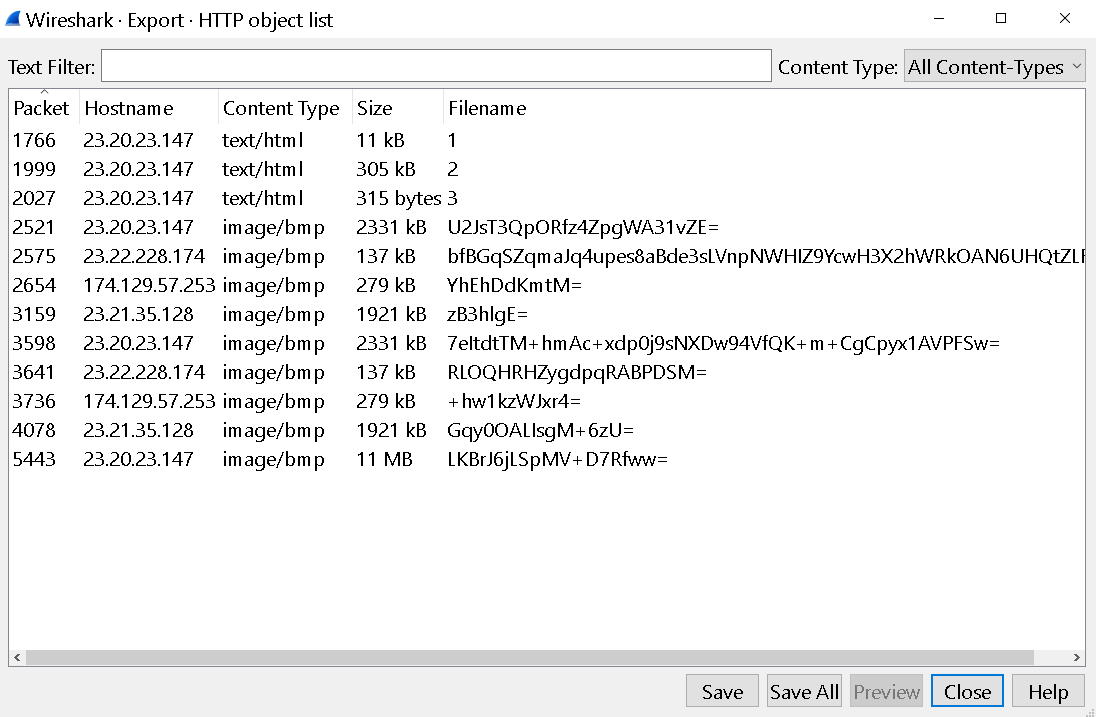 Wireshark · Export · HTTP object list
Text Filter: Content Type: All Content-Types
Packet Hostname Content Type Size Filename
1766 23.20.23.147 text/html 11 kB 1
1999 23.20.23.147 text/html 305 kB 2
2027 23.20.23.147 text/html 315 bytes 3
2521 23.20.23.147 image/bmp 2331 kB U2JsT3QpORfz4ZpgWA31vZE=
2575 23.22.228.174 image/bmp 137 kB bfBGqSZqmaJq4upes8aBde3sLVnpNWHIZ9YcwH3X2hWRkOAN6UHQtZLF
2654 174.129.57.253 image/bmp 279 kB YhEhDdKmtM=
3159 23.21.35.128 image/bmp 1921 kB zB3hlgE=
3598 23.20.23.147 image/bmp 2331 kB 7eItdtTM+hmAc+xdp0j9sNXDw94VfQK+m+CgCpyx1AVPFSw=
3641 23.22.228.174 image/bmp 137 kB RLOQHRHZygdpqRABPDSM=
3736 174.129.57.253 image/bmp 279 kB +hw1kzWJxr4=
4078 23.21.35.128 image/bmp 1921 kB Gqy0OALIsgM+6zU=
5443 23.20.23.147 image/bmp 11 MB LKBrJ6jLSpMV+D7Rfww=
Save Save All Preview Close Help